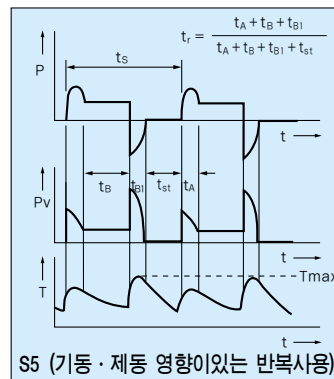 tr = tA + tB + tB1 / tA + tB + tB1 + tst
tS
P
t
tB tB1 tst tA
Pv
t
T
Tmax
t
S5 (기동 · 제동 영향이있는 반복사용)